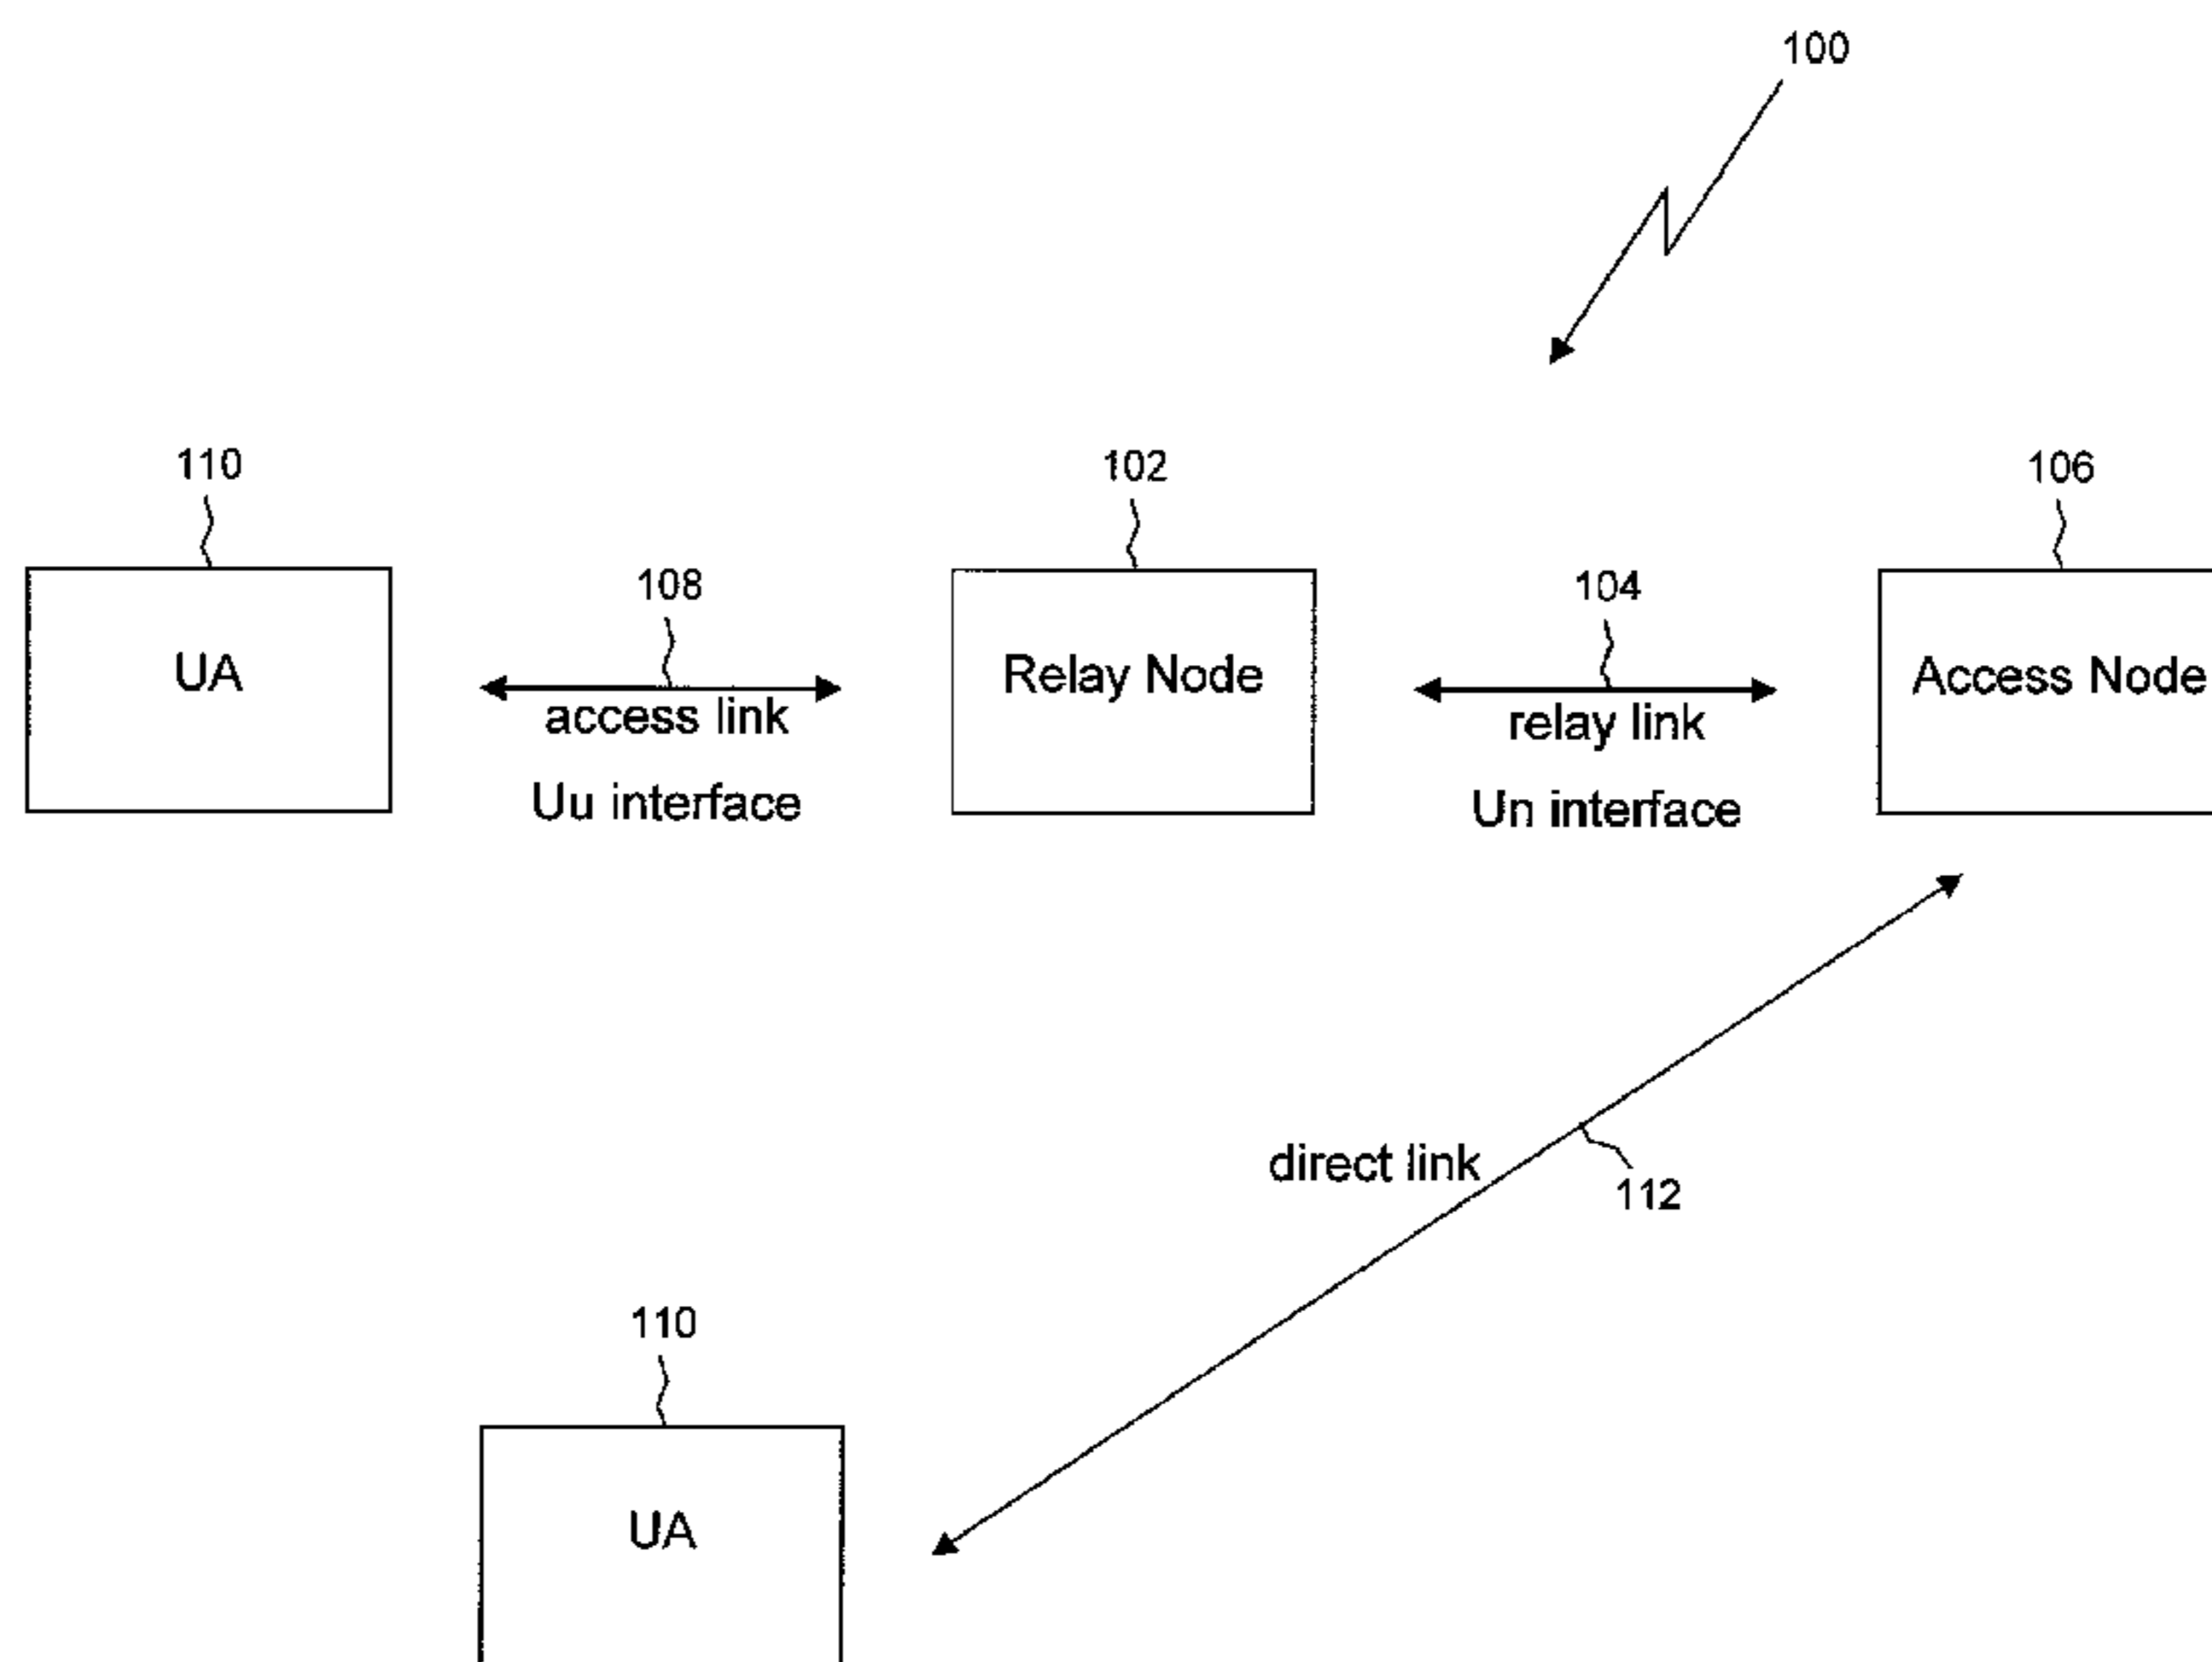 100
110
102
106
108
104
UA
Relay Node
Access Node
access link
relay link
Uu interface
Un interface
direct link
112
110
UA